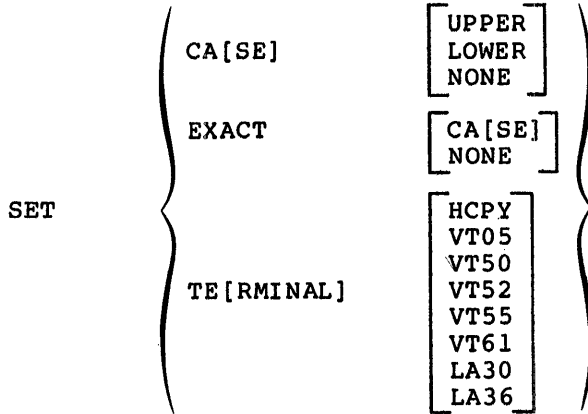 UPPER
CA[SE] LOWER
NONE
EXACT CA[SE]
NONE
SET
HCPY
VT05
VT50
TE[RMINAL] VT52
VT55
VT61
LA30
LA36